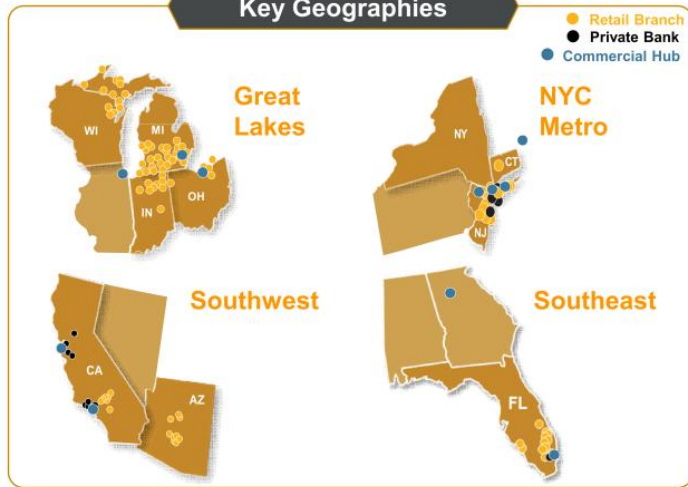 Key Geographies
Retail Branch
Private Bank
Commercial Hub
Great
Lakes
WI
MI
IN
OH
NYC
Metro
NY
CT
NJ
Southwest
CA
AZ
Southeast
FL